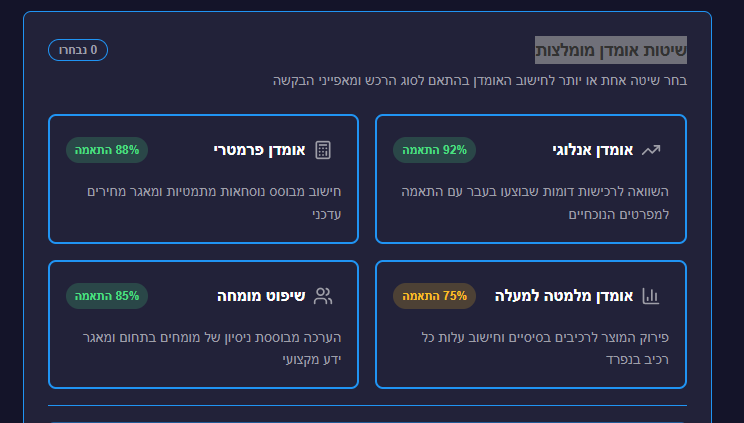 שיטות אומדן מומלצות
0 נבחרו
בחר שיטה אחת או יותר לחישוב האומדן בהתאם לסוג הרכש ומאפייני הבקשה
אומדן אנלוגי
92% התאמה
השוואה לרכישות דומות שבוצעו בעבר עם התאמה
למפרטים הנוכחיים
אומדן פרמטרי
88% התאמה
חישוב מבוסס נוסחאות מתמטיות ומאגר מחירים
עדכני
אומדן מלמטה למעלה
75% התאמה
פירוק המוצר לרכיבים בסיסיים וחישוב עלות כל
רכיב בנפרד
שיפוט מומחה
85% התאמה
הערכה מבוססת ניסיון של מומחים בתחום ומאגר
ידע מקצועי